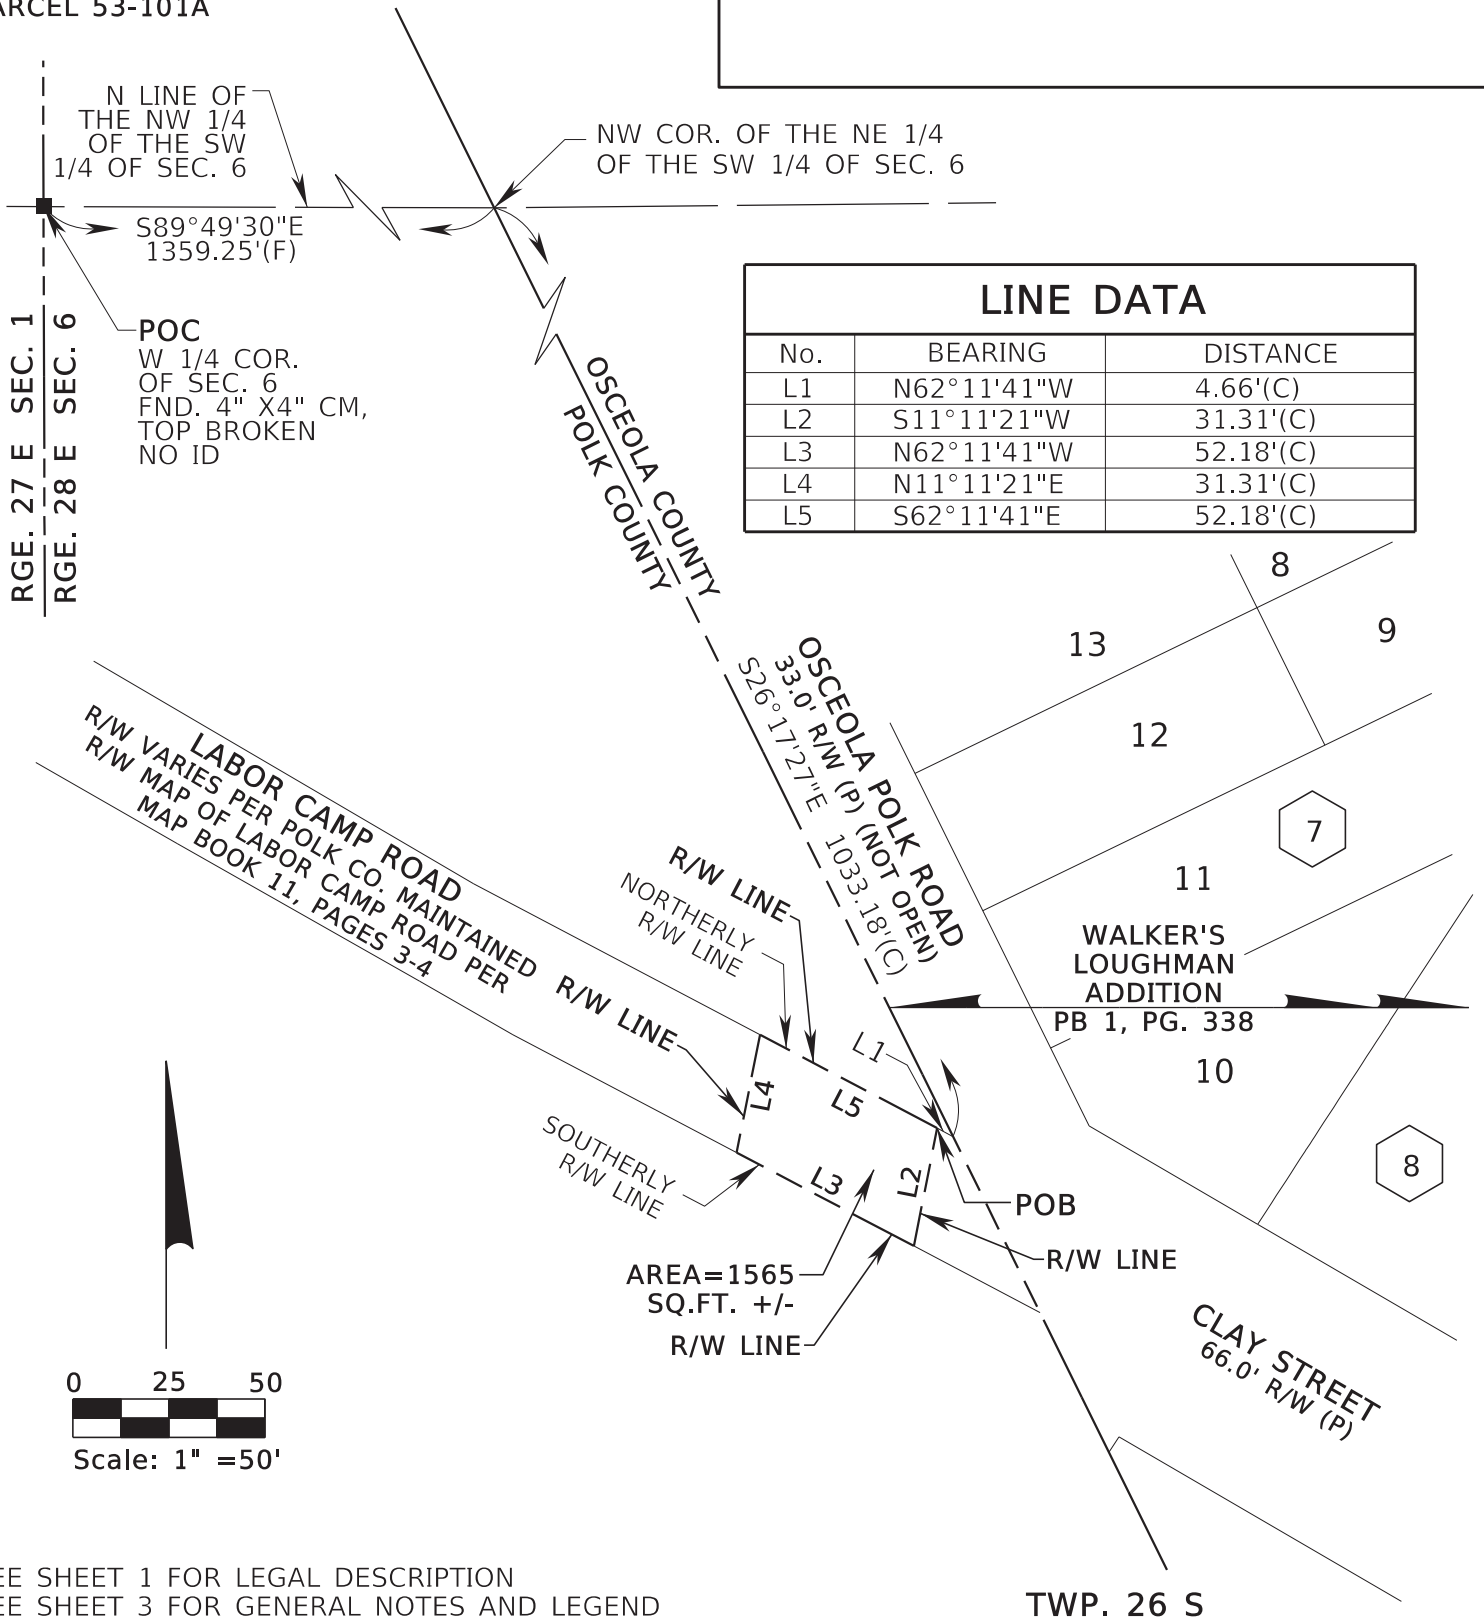 PARCEL 53-101A
N LINE OF
THE NW 1/4
OF THE SW
1/4 OF SEC. 6
NW COR. OF THE NE 1/4
OF THE SW 1/4 OF SEC. 6
S89°49'30"E
1359.25'(F)
POC
W 1/4 COR.
OF SEC. 6
FND. 4" X4" CM,
TOP BROKEN
NO ID
RGE. 27 E SEC. 1
RGE. 28 E SEC. 6
OSCEOLA COUNTY
POLK COUNTY
LINE DATA
No. BEARING DISTANCE
L1 N62°11'41"W 4.66'(C)
L2 S11°11'21"W 31.31'(C)
L3 N62°11'41"W 52.18'(C)
L4 N11°11'21"E 31.31'(C)
L5 S62°11'41"E 52.18'(C)
8
9
13
12
7
11
OSCEOLA POLK ROAD
33.0' R/W (P) (NOT OPEN)
S26°17'27"E 1033.18'(C)
LABOR CAMP ROAD
R/W VARIES PER POLK CO. MAINTAINED
R/W MAP OF LABOR CAMP ROAD PER
MAP BOOK 11, PAGES 3-4
R/W LINE
NORTHERLY
R/W LINE
R/W LINE
WALKER'S
LOUGHMAN
ADDITION
PB 1, PG. 338
10
8
L1
L4
L5
L3
L2
SOUTHERLY
R/W LINE
POB
R/W LINE
AREA=1565
SQ.FT. +/-
R/W LINE
CLAY STREET
66.0' R/W (P)
0 25 50
Scale: 1" =50'
EE SHEET 1 FOR LEGAL DESCRIPTION
EE SHEET 3 FOR GENERAL NOTES AND LEGEND
TWP. 26 S